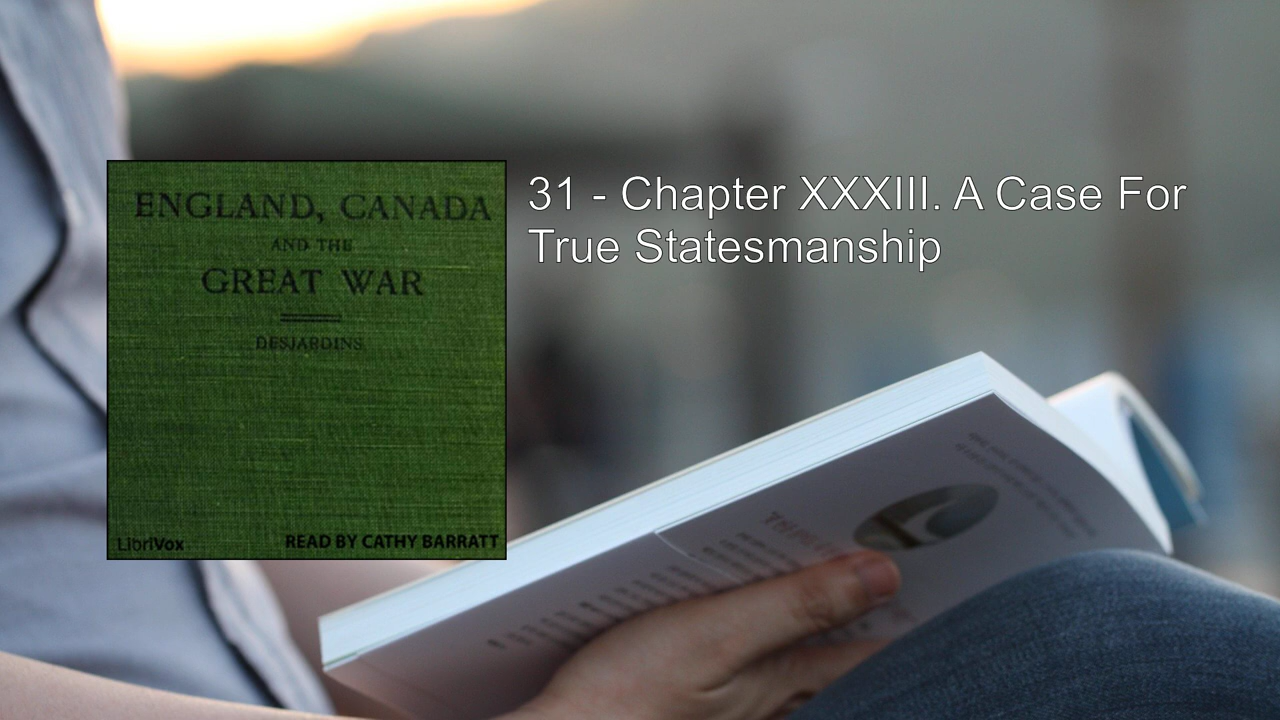 ENGLAND, CANADA
AND THE
GREAT WAR
DESJARDINS
LibriVox
READ BY CATHY BARRATT
31 - Chapter XXXIII. A Case For
True Statesmanship